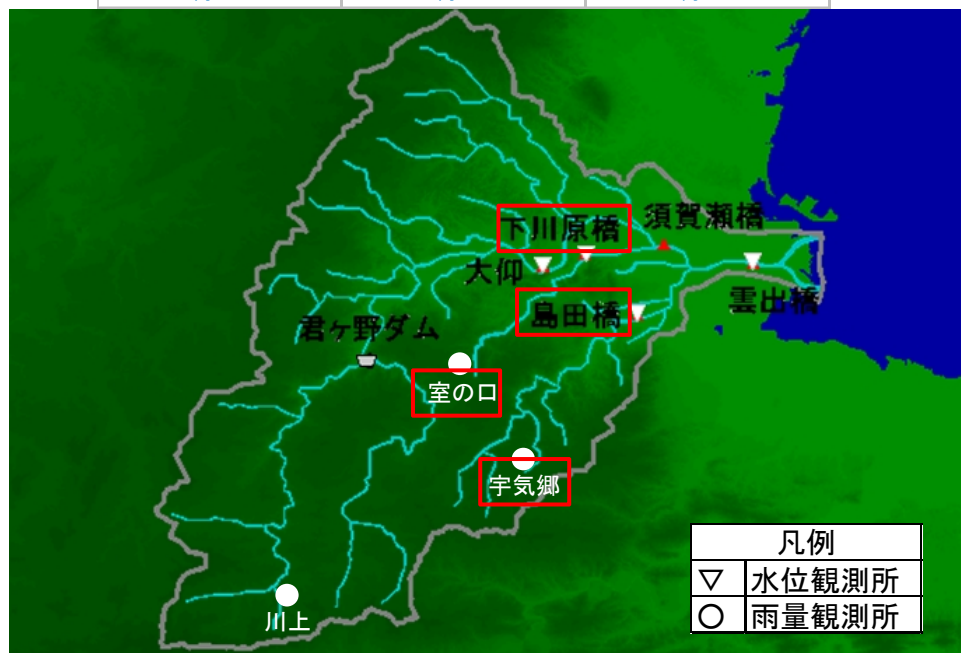 下川原橋
須賀瀬橋
大仰
雲出橋
島田橋
君ヶ野ダム
室の口
宇気郷
川上
凡例
▽ 水位観測所
○ 雨量観測所